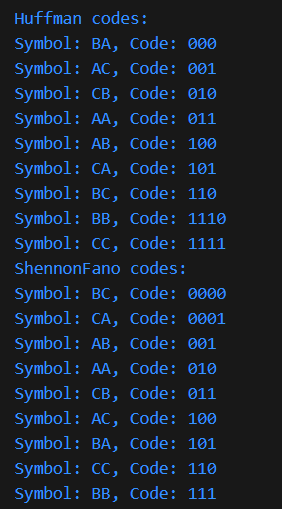 Huffman codes:
Symbol: BA, Code: 000
Symbol: AC, Code: 001
Symbol: CB, Code: 010
Symbol: AA, Code: 011
Symbol: AB, Code: 100
Symbol: CA, Code: 101
Symbol: BC, Code: 110
Symbol: BB, Code: 1110
Symbol: CC, Code: 1111
ShennonFano codes:
Symbol: BC, Code: 0000
Symbol: CA, Code: 0001
Symbol: AB, Code: 001
Symbol: AA, Code: 010
Symbol: CB, Code: 011
Symbol: AC, Code: 100
Symbol: BA, Code: 101
Symbol: CC, Code: 110
Symbol: BB, Code: 111